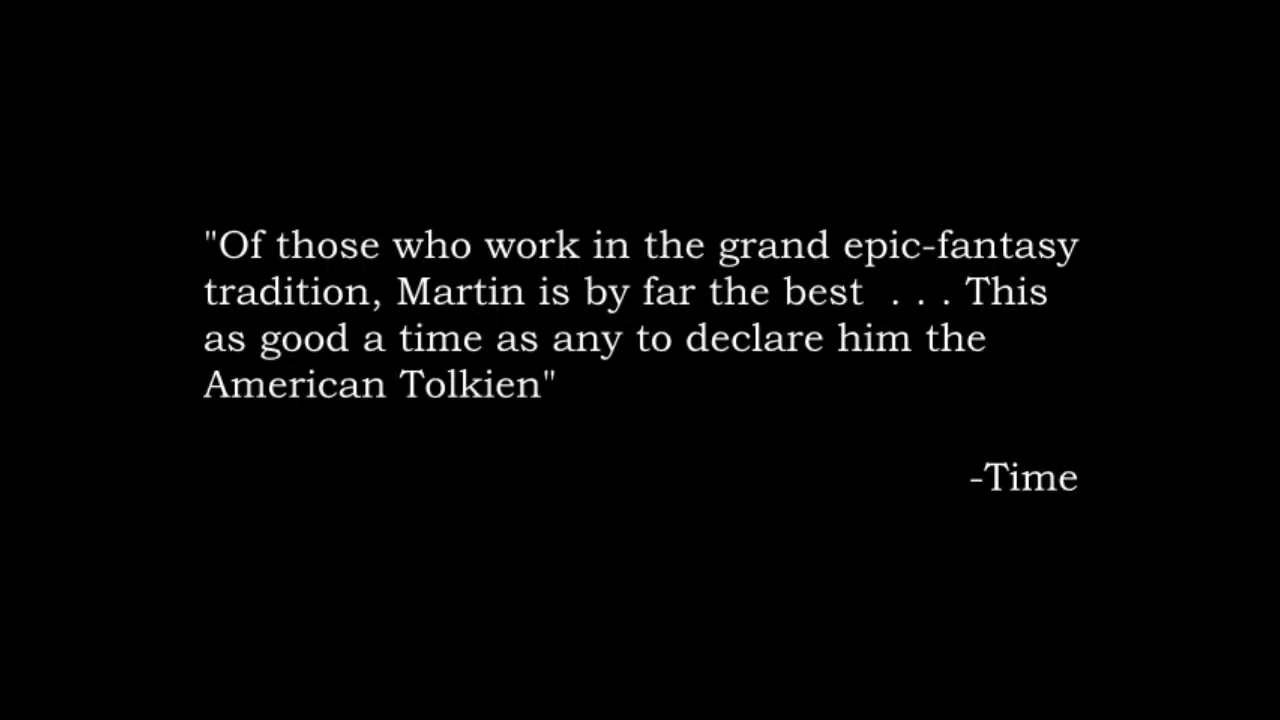 "Of those who work in the grand epic-fantasy
tradition, Martin is by far the best  . . . This
as good a time as any to declare him the
American Tolkien"
-Time